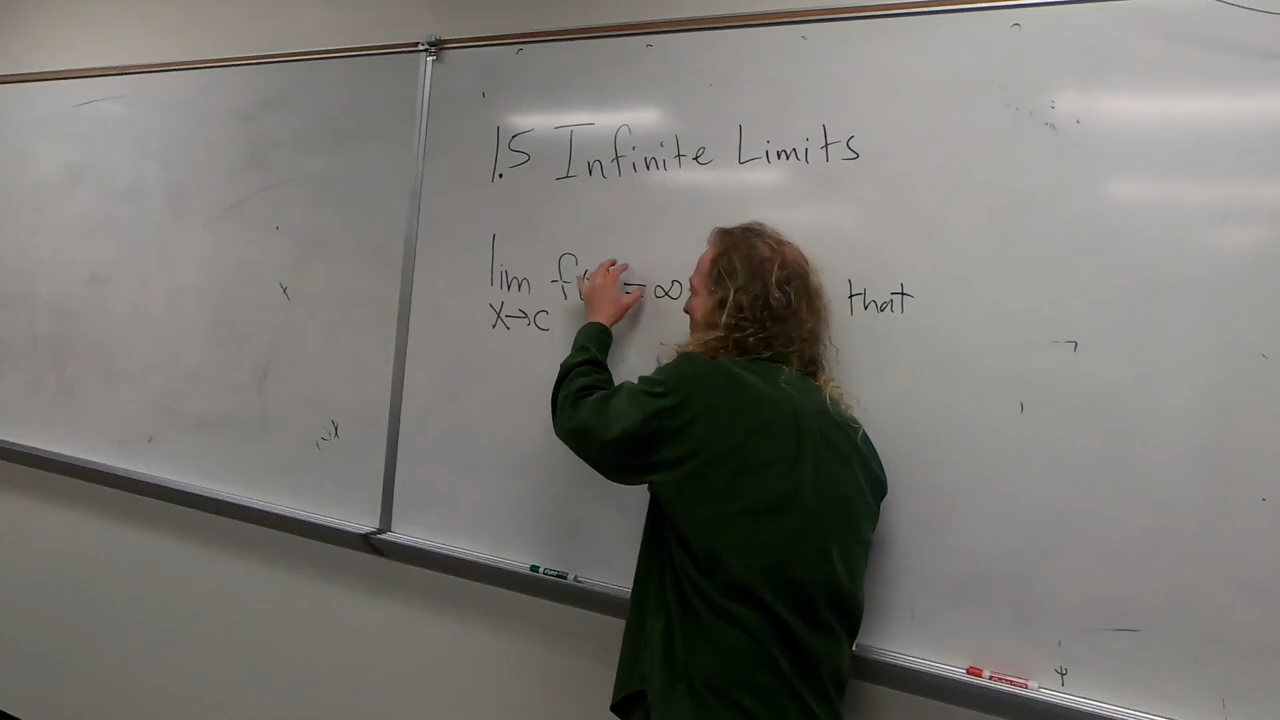 1.5 Infinite Limits
lim f( = ∞ that
x→c